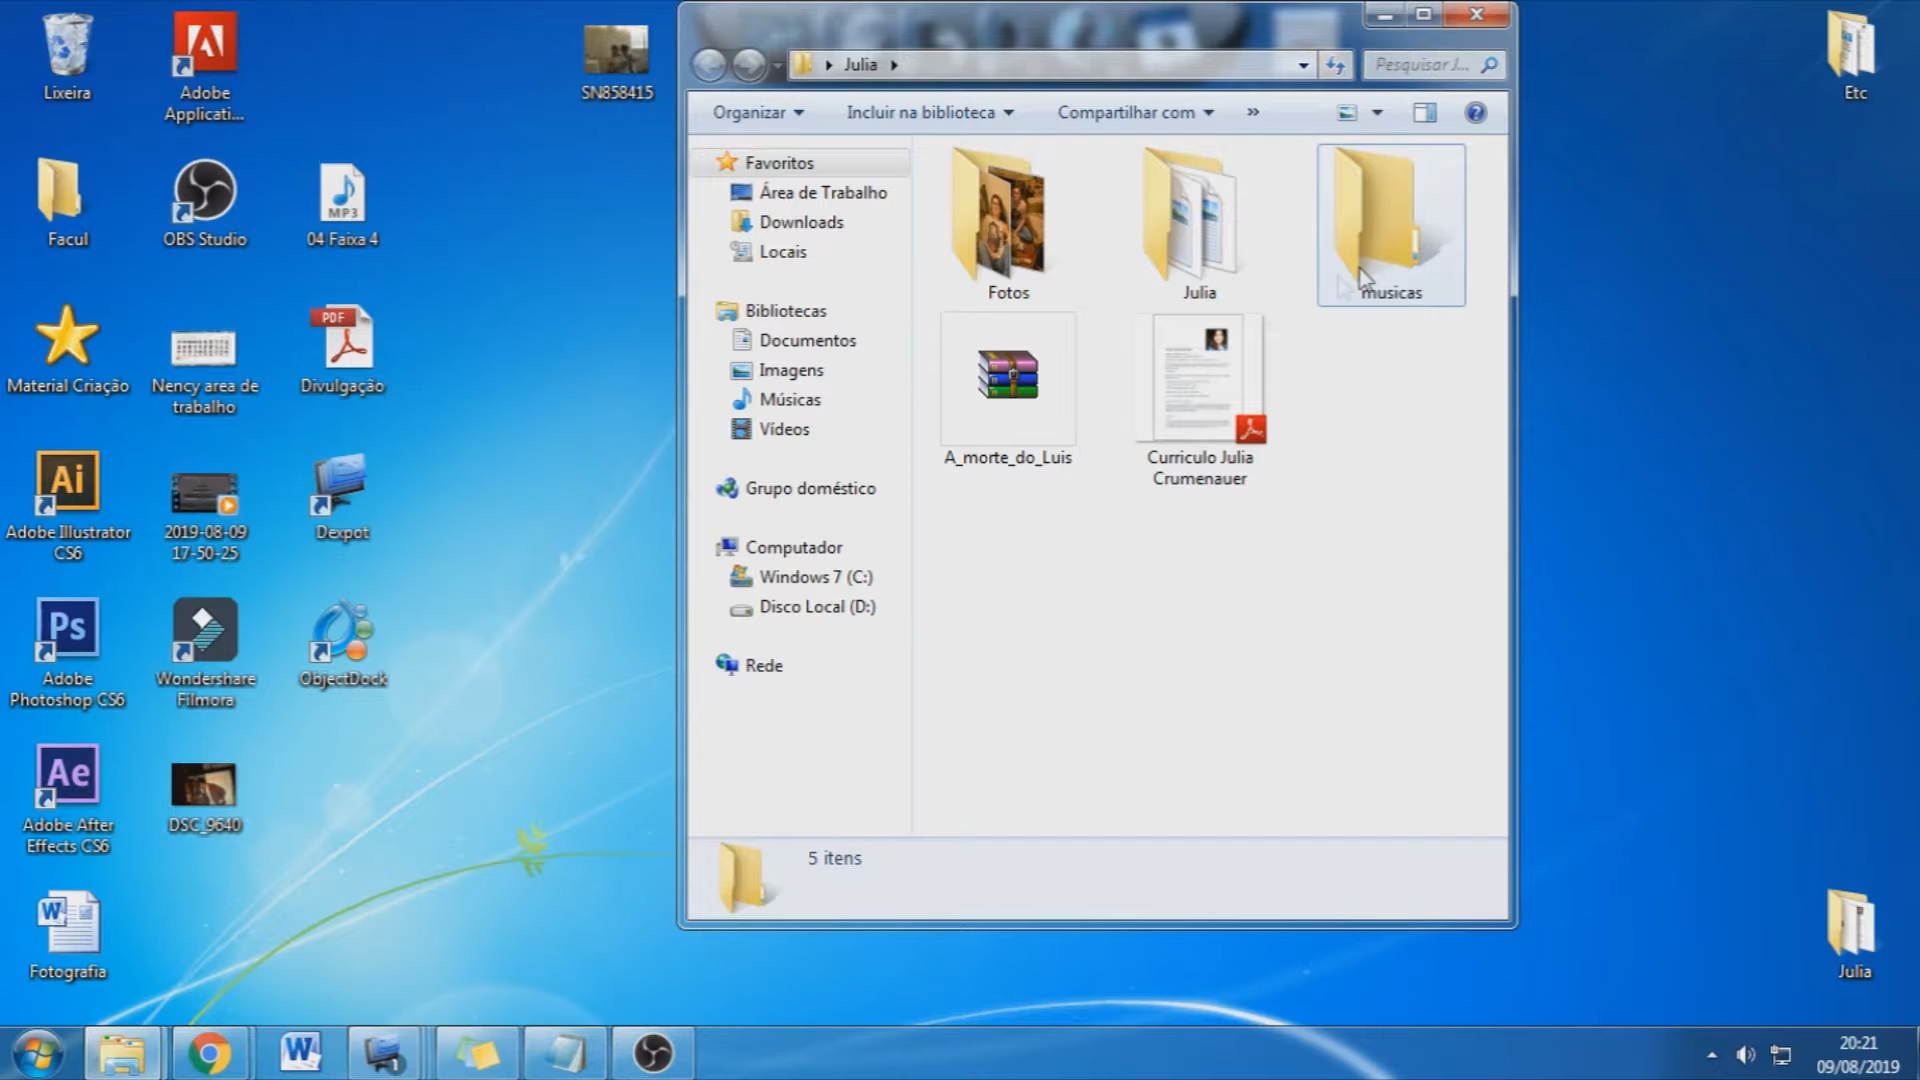 Lixeira
Adobe
Applicati...
SN858415
Etc
Facul
OBS Studio
MP3
04 Faixa 4
Material Criação
Nency area de
trabalho
PDF
Divulgação
Ai
Adobe Illustrator
CS6
2019-08-09
17-50-25
Dexpot
Ps
Adobe
Photoshop CS6
Wondershare
Filmora
ObjectDock
Ae
Adobe After
Effects CS6
DSC_9640
W
Fotografia
Julia
Julia
Pesquisar J...
Organizar
Incluir na biblioteca
Compartilhar com
»
Favoritos
Área de Trabalho
Downloads
Locais
Bibliotecas
Documentos
Imagens
Músicas
Vídeos
Grupo doméstico
Computador
Windows 7 (C:)
Disco Local (D:)
Rede
Fotos
Julia
musicas
A_morte_do_Luis
Curriculo Julia
Crumenauer
5 itens
W
1
20:21
09/08/2019